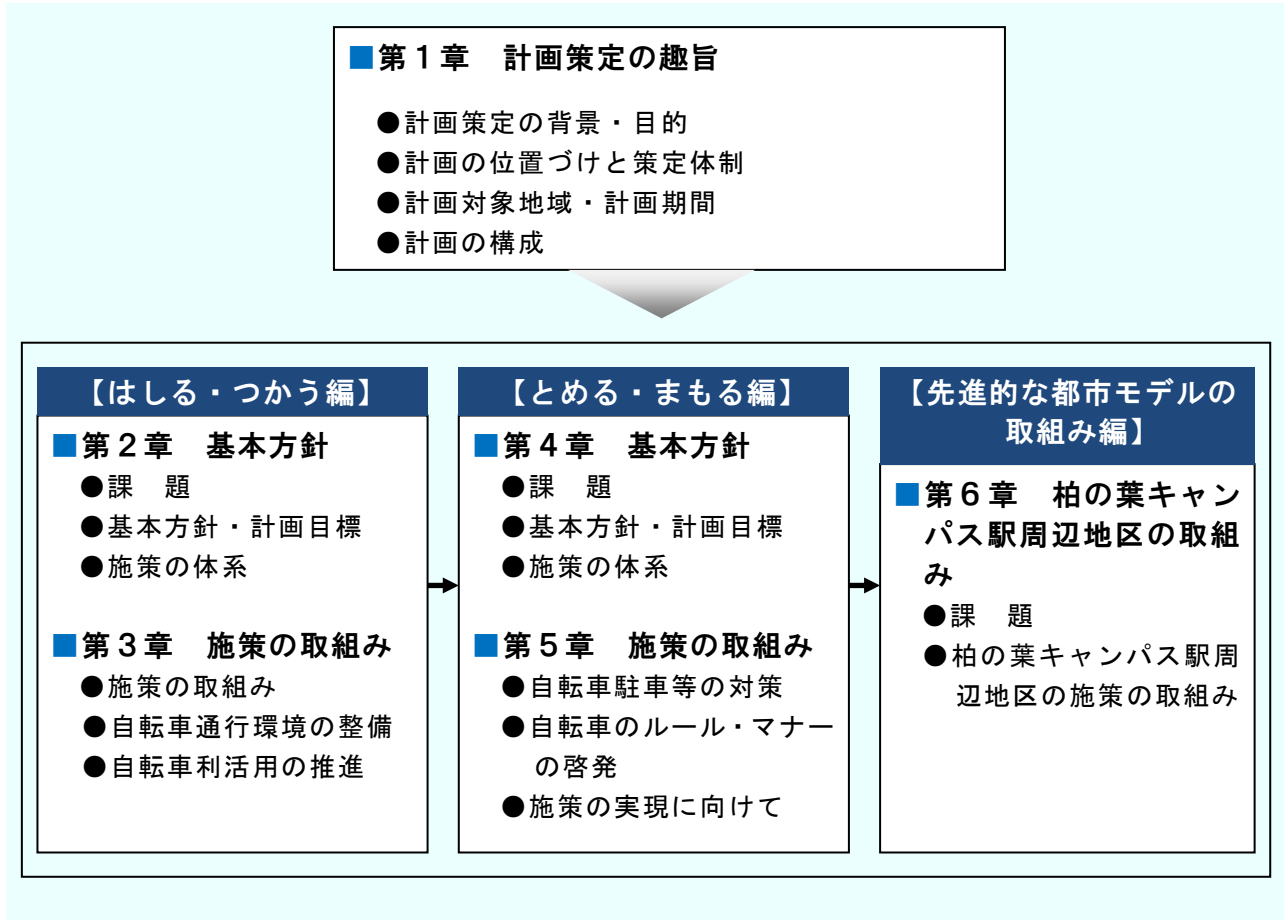 ■第１章　計画策定の趣旨
●計画策定の背景・目的
●計画の位置づけと策定体制
●計画対象地域・計画期間
●計画の構成
【はしる・つかう編】
■第２章　基本方針
●課　題
●基本方針・計画目標
●施策の体系
■第３章　施策の取組み
●施策の取組み
●自転車通行環境の整備
●自転車利活用の推進
【とめる・まもる編】
■第４章　基本方針
●課　題
●基本方針・計画目標
●施策の体系
■第５章　施策の取組み
●自転車駐車等の対策
●自転車のルール・マナー
の啓発
●施策の実現に向けて
【先進的な都市モデルの
取組み編】
■第６章　柏の葉キャン
パス駅周辺地区の取組
み
●課　題
●柏の葉キャンパス駅周
辺地区の施策の取組み